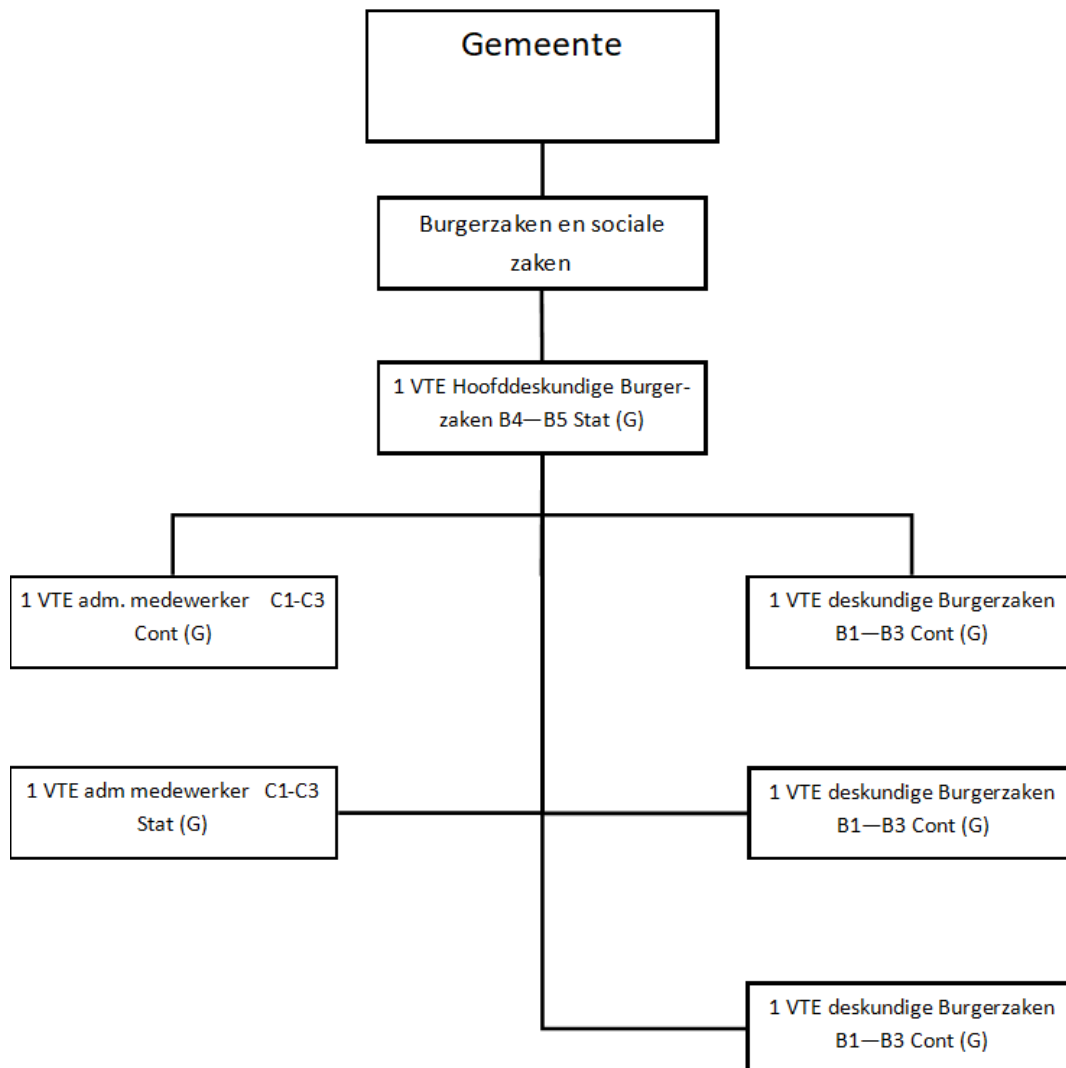 Gemeente
Burgerzaken en sociale
zaken
1 VTE Hoofddeskundige Burger-
zaken B4—B5 Stat (G)
1 VTE adm. medewerker C1-C3
Cont (G)
1 VTE deskundige Burgerzaken
B1—B3 Cont (G)
1 VTE adm medewerker C1-C3
Stat (G)
1 VTE deskundige Burgerzaken
B1—B3 Cont (G)
1 VTE deskundige Burgerzaken
B1—B3 Cont (G)